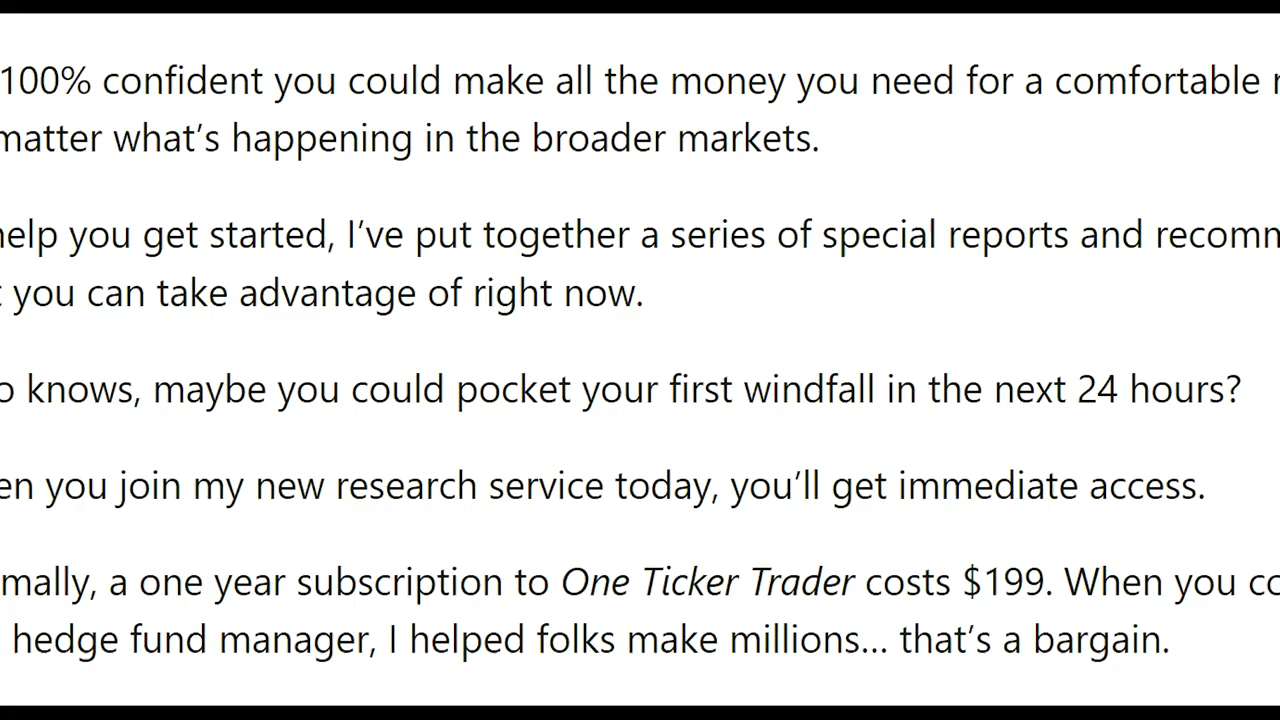 100% confident you could make all the money you need for a comfortable
matter what's happening in the broader markets.
help you get started, I've put together a series of special reports and recomm
you can take advantage of right now.
knows, maybe you could pocket your first windfall in the next 24 hours?
en you join my new research service today, you'll get immediate access.
mally, a one year subscription to One Ticker Trader costs $199. When you co
hedge fund manager, I helped folks make millions... that's a bargain.